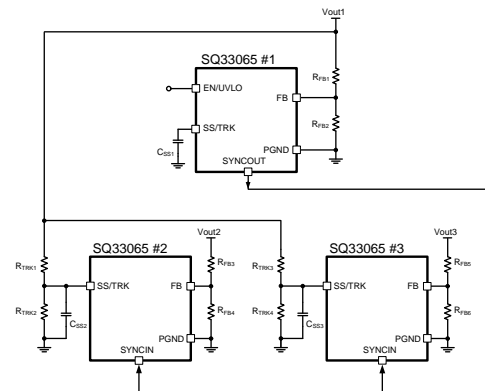 Vout1
SQ33065 #1
EN/UVLO
FB
RFB1
SS/TRK
RFB2
CSS1
PGND
SYNCOUT
Vout2
Vout3
SQ33065 #2
SQ33065 #3
RTRK1
RFB3
RTRK3
RFB5
SS/TRK
FB
SS/TRK
FB
RTRK2
CSS2
RFB4
RTRK4
CSS3
RFB6
PGND
PGND
SYNCIN
SYNCIN